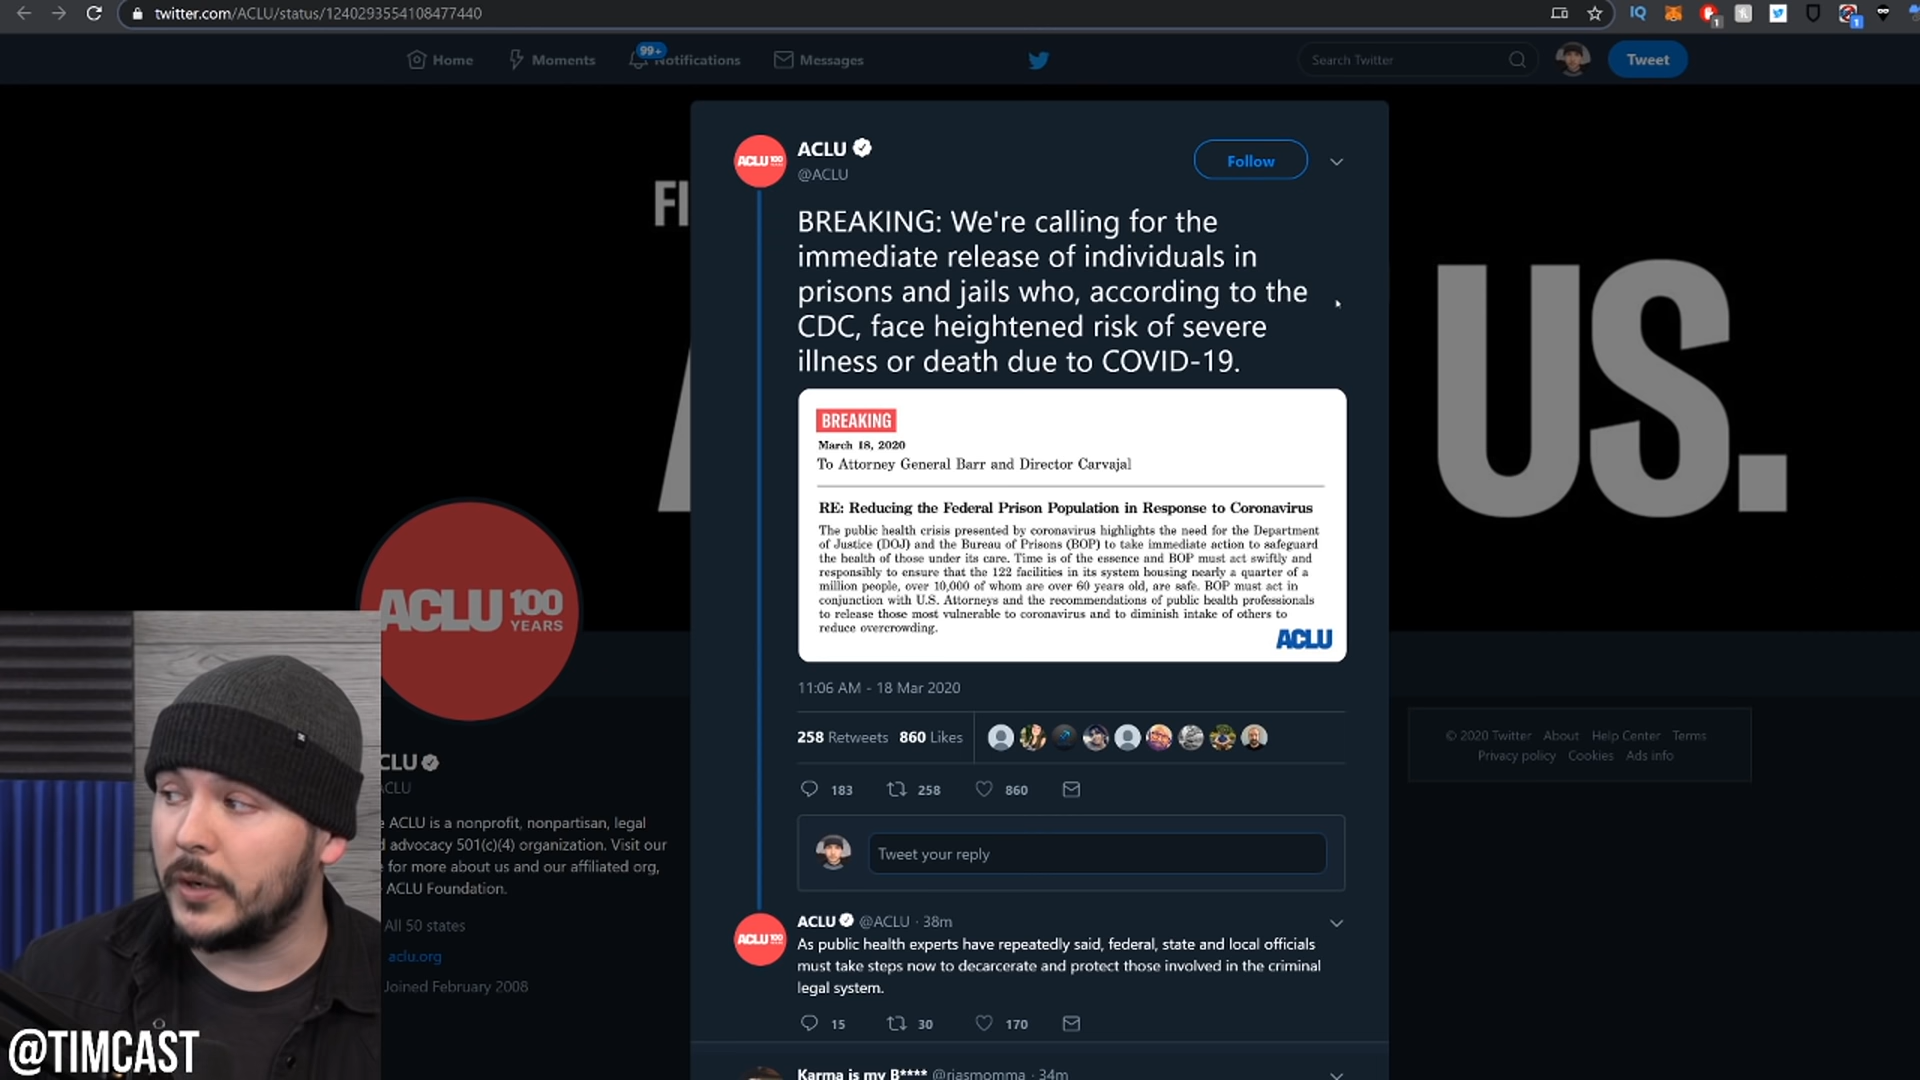 twitter.com/ACLU/status/1240293554108477440
Home
Moments
99+
Notifications
Messages
Search Twitter
Tweet
FI
US.
ACLU 100
ACLU
@ACLU
Follow
BREAKING: We're calling for the
immediate release of individuals in
prisons and jails who, according to the
CDC, face heightened risk of severe
illness or death due to COVID-19.
BREAKING
March 18, 2020
To Attorney General Barr and Director Carvajal
RE: Reducing the Federal Prison Population in Response to Coronavirus
The public health crisis presented by coronavirus highlights the need for the Department
of Justice (DOJ) and the Bureau of Prisons (BOP) to take immediate action to safeguard
the health of those under its care. Time is of the essence and BOP must act swiftly and
responsibly to ensure that the 122 facilities in its system housing nearly a quarter of a
million people, over 10,000 of whom are over 60 years old, are safe. BOP must act in
conjunction with U.S. Attorneys and the recommendations of public health professionals
to release those most vulnerable to coronavirus and to diminish intake of others to
reduce overcrowding.
ACLU
11:06 AM - 18 Mar 2020
258 Retweets 860 Likes
183 258 860
Tweet your reply
ACLU @ACLU · 38m
As public health experts have repeatedly said, federal, state and local officials
must take steps now to decarcerate and protect those involved in the criminal
legal system.
15 30 170
Karma is my B**** @riasmomma · 34m
ACLU 100
YEARS
CLU
ACLU
e ACLU is a nonprofit, nonpartisan, legal
d advocacy 501(c)(4) organization. Visit our
for more about us and our affiliated org,
ACLU Foundation.
All 50 states
aclu.org
Joined February 2008
© 2020 Twitter About Help Center Terms
Privacy policy Cookies Ads info
@TIMCAST